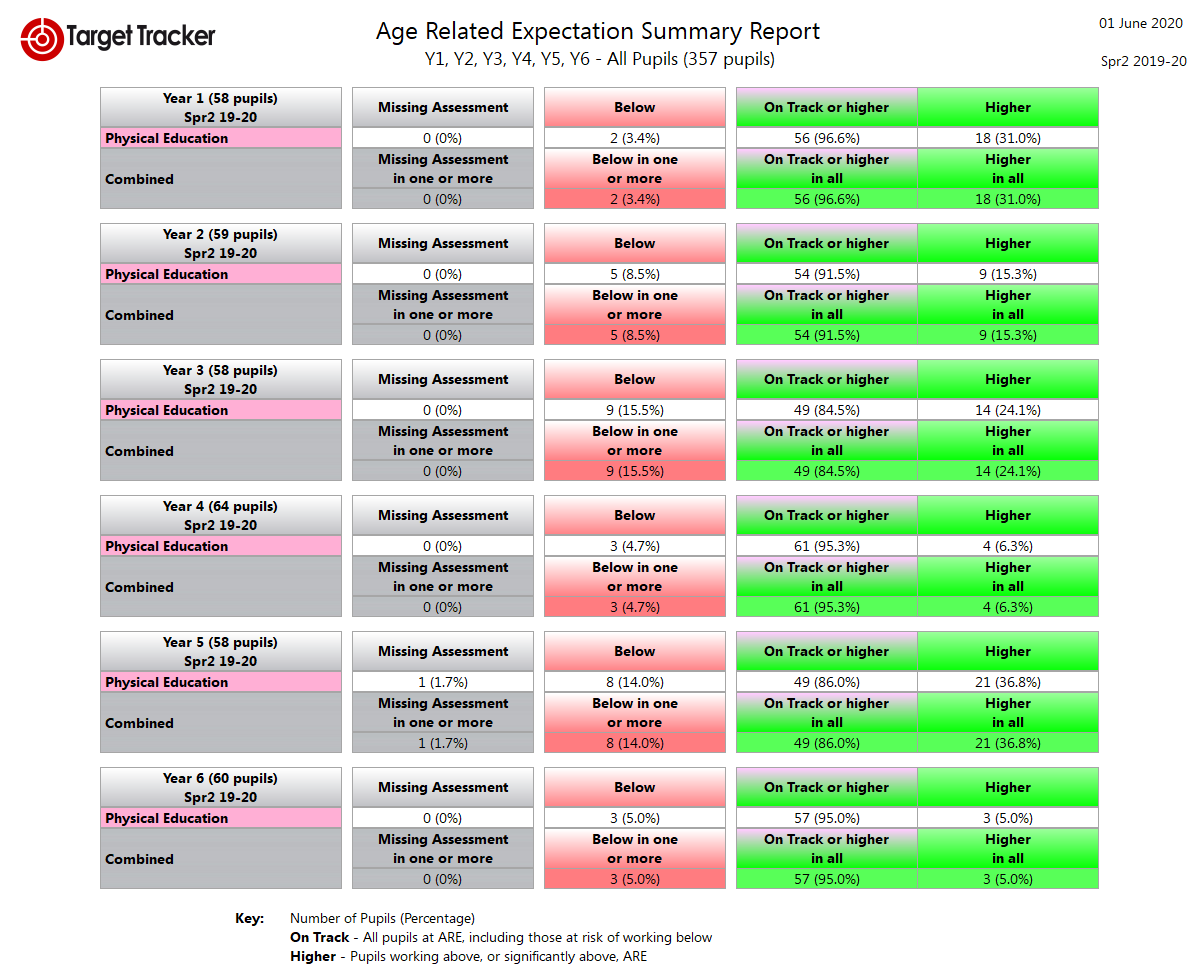 Target Tracker
Age Related Expectation Summary Report
01 June 2020
Y1, Y2, Y3, Y4, Y5, Y6 - All Pupils (357 pupils)
Spr2 2019-20
Year 1 (58 pupils)
Spr2 19-20
Missing Assessment
Below
On Track or higher
Higher
Physical Education
0 (0%)
2 (3.4%)
56 (96.6%)
18 (31.0%)
Combined
Missing Assessment
in one or more
Below in one
or more
On Track or higher
in all
Higher
in all
0 (0%)
2 (3.4%)
56 (96.6%)
18 (31.0%)
Year 2 (59 pupils)
Spr2 19-20
Missing Assessment
Below
On Track or higher
Higher
Physical Education
0 (0%)
5 (8.5%)
54 (91.5%)
9 (15.3%)
Combined
Missing Assessment
in one or more
Below in one
or more
On Track or higher
in all
Higher
in all
0 (0%)
5 (8.5%)
54 (91.5%)
9 (15.3%)
Year 3 (58 pupils)
Spr2 19-20
Missing Assessment
Below
On Track or higher
Higher
Physical Education
0 (0%)
9 (15.5%)
49 (84.5%)
14 (24.1%)
Combined
Missing Assessment
in one or more
Below in one
or more
On Track or higher
in all
Higher
in all
0 (0%)
9 (15.5%)
49 (84.5%)
14 (24.1%)
Year 4 (64 pupils)
Spr2 19-20
Missing Assessment
Below
On Track or higher
Higher
Physical Education
0 (0%)
3 (4.7%)
61 (95.3%)
4 (6.3%)
Combined
Missing Assessment
in one or more
Below in one
or more
On Track or higher
in all
Higher
in all
0 (0%)
3 (4.7%)
61 (95.3%)
4 (6.3%)
Year 5 (58 pupils)
Spr2 19-20
Missing Assessment
Below
On Track or higher
Higher
Physical Education
1 (1.7%)
8 (14.0%)
49 (86.0%)
21 (36.8%)
Combined
Missing Assessment
in one or more
Below in one
or more
On Track or higher
in all
Higher
in all
1 (1.7%)
8 (14.0%)
49 (86.0%)
21 (36.8%)
Year 6 (60 pupils)
Spr2 19-20
Missing Assessment
Below
On Track or higher
Higher
Physical Education
0 (0%)
3 (5.0%)
57 (95.0%)
3 (5.0%)
Combined
Missing Assessment
in one or more
Below in one
or more
On Track or higher
in all
Higher
in all
0 (0%)
3 (5.0%)
57 (95.0%)
3 (5.0%)
Key: Number of Pupils (Percentage)
On Track - All pupils at ARE, including those at risk of working below
Higher - Pupils working above, or significantly above, ARE